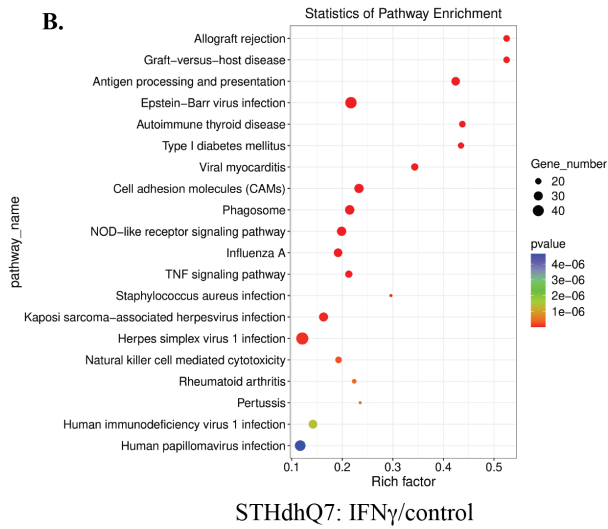 B.
Statistics of Pathway Enrichment
pathway_name
Allograft rejection
Graft−versus−host disease
Antigen processing and presentation
Epstein−Barr virus infection
Autoimmune thyroid disease
Type I diabetes mellitus
Viral myocarditis
Cell adhesion molecules (CAMs)
Phagosome
NOD−like receptor signaling pathway
Influenza A
TNF signaling pathway
Staphylococcus aureus infection
Kaposi sarcoma−associated herpesvirus infection
Herpes simplex virus 1 infection
Natural killer cell mediated cytotoxicity
Rheumatoid arthritis
Pertussis
Human immunodeficiency virus 1 infection
Human papillomavirus infection
0.1 0.2 0.3 0.4 0.5
Rich factor
Gene_number
20
30
40
pvalue
4e−06
3e−06
2e−06
1e−06
STHdhQ7: IFNγ/control